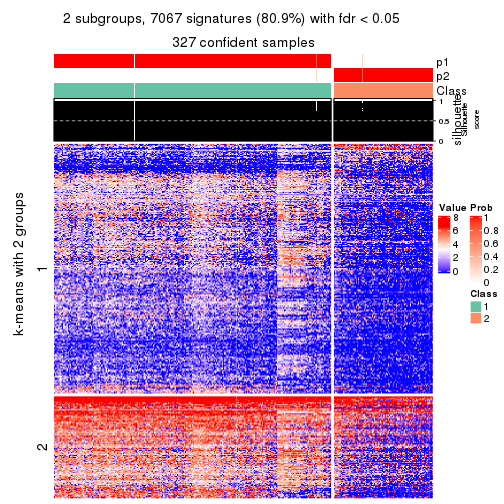 2 subgroups, 7067 signatures (80.9%) with fdr < 0.05
327 confident samples
p1
p2
Class
1
0.5
0
silhouette
Silhouette
score
k-means with 2 groups
1
2
Value
8
6
4
2
0
Prob
1
0.8
0.6
0.4
0.2
0
Class
1
2